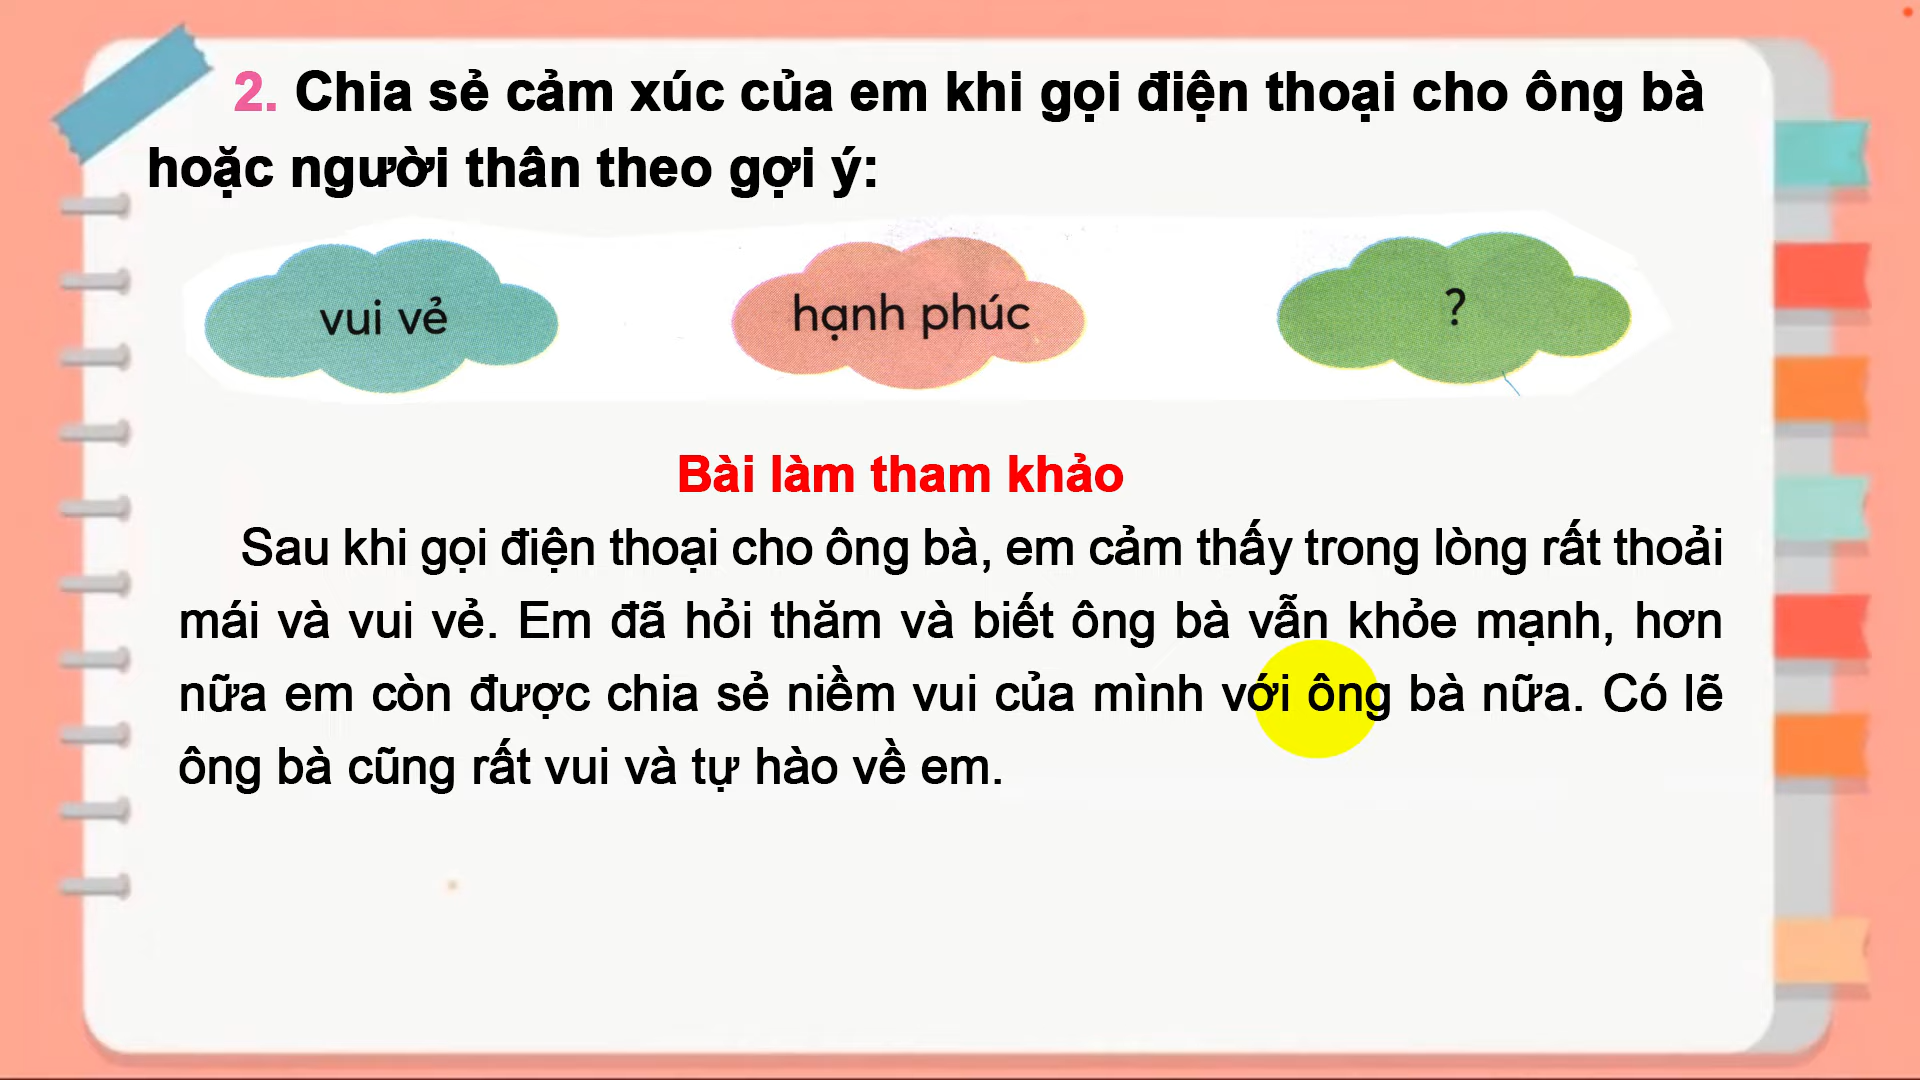 2. Chia sẻ cảm xúc của em khi gọi điện thoại cho ông bà
hoặc người thân theo gợi ý:
vui vẻ
hạnh phúc
?
Bài làm tham khảo
Sau khi gọi điện thoại cho ông bà, em cảm thấy trong lòng rất thoải
mái và vui vẻ. Em đã hỏi thăm và biết ông bà vẫn khỏe mạnh, hơn
nữa em còn được chia sẻ niềm vui của mình với ông bà nữa. Có lẽ
ông bà cũng rất vui và tự hào về em.